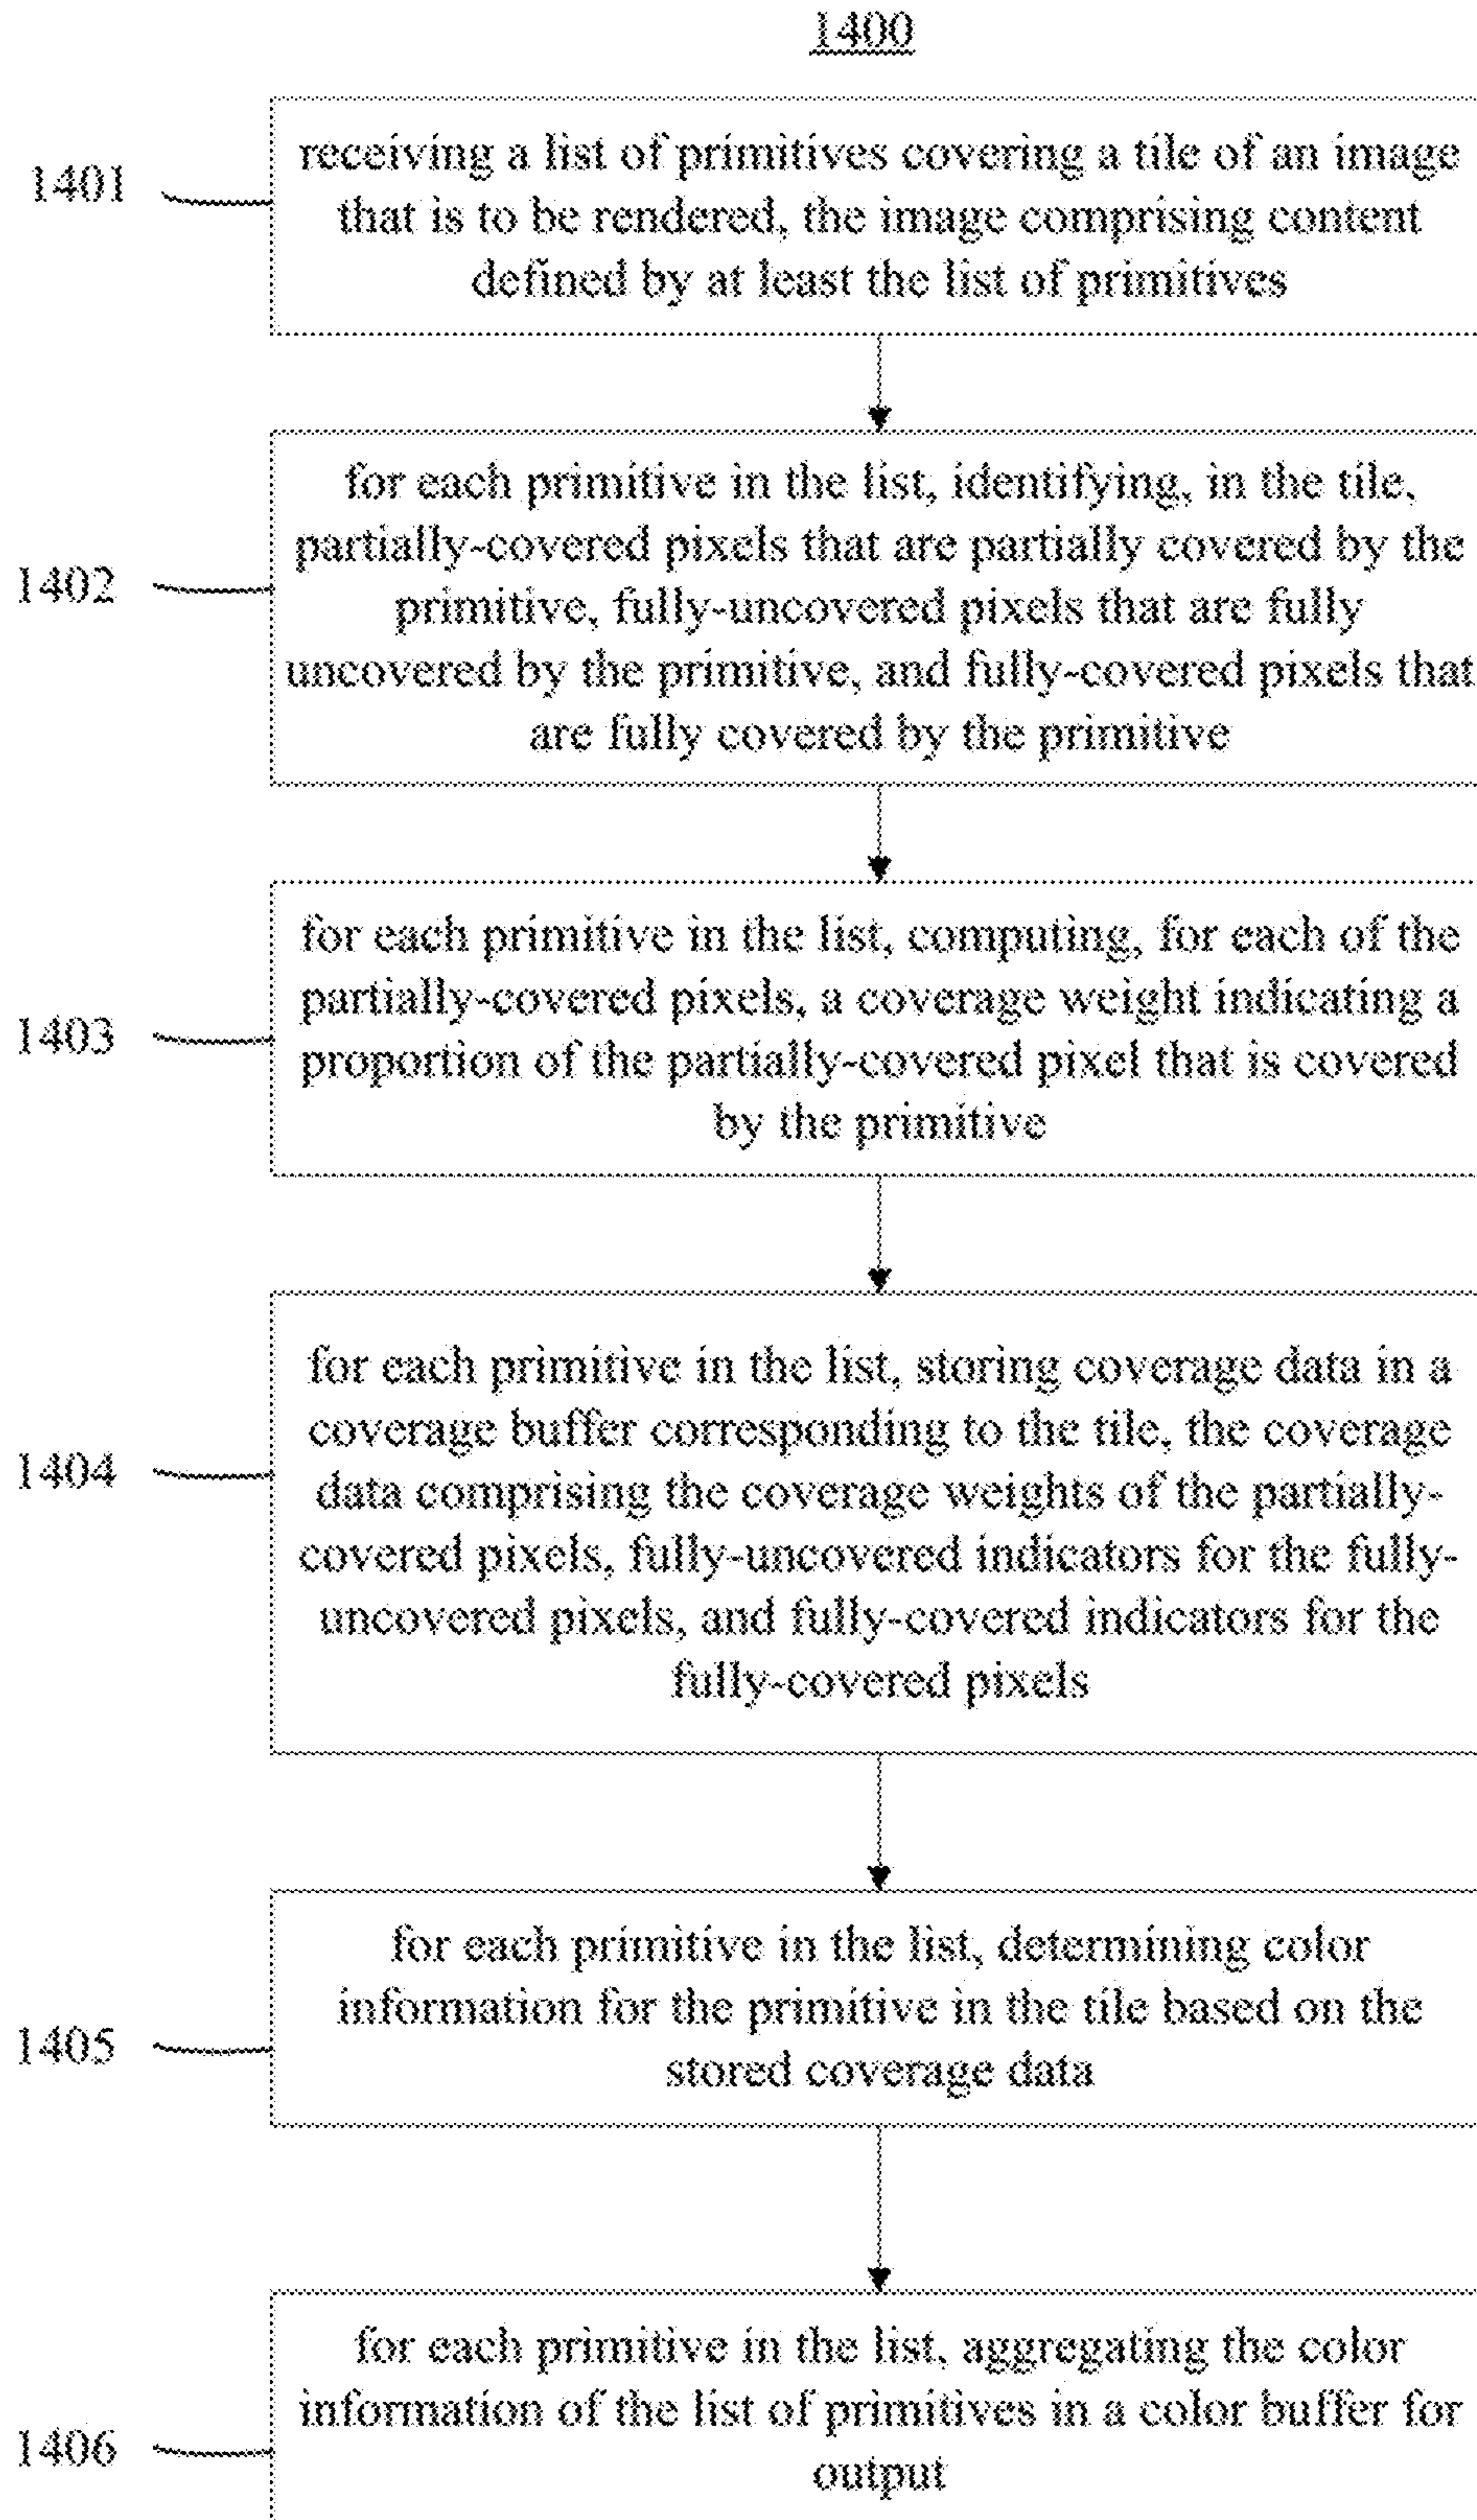 1400
1401
receiving a list of primitives covering a tile of an image
that is to be rendered, the image comprising content
defined by at least the list of primitives
1402
for each primitive in the list, identifying, in the tile,
partially-covered pixels that are partially covered by the
primitive, fully-uncovered pixels that are fully
uncovered by the primitive, and fully-covered pixels that
are fully covered by the primitive
1403
for each primitive in the list, computing, for each of the
partially-covered pixels, a coverage weight indicating a
proportion of the partially-covered pixel that is covered
by the primitive
1404
for each primitive in the list, storing coverage data in a
coverage buffer corresponding to the tile, the coverage
data comprising the coverage weights of the partially-
covered pixels, fully-uncovered indicators for the fully-
uncovered pixels, and fully-covered indicators for the
fully-covered pixels
1405
for each primitive in the list, determining color
information for the primitive in the tile based on the
stored coverage data
1406
for each primitive in the list, aggregating the color
information of the list of primitives in a color buffer for
output